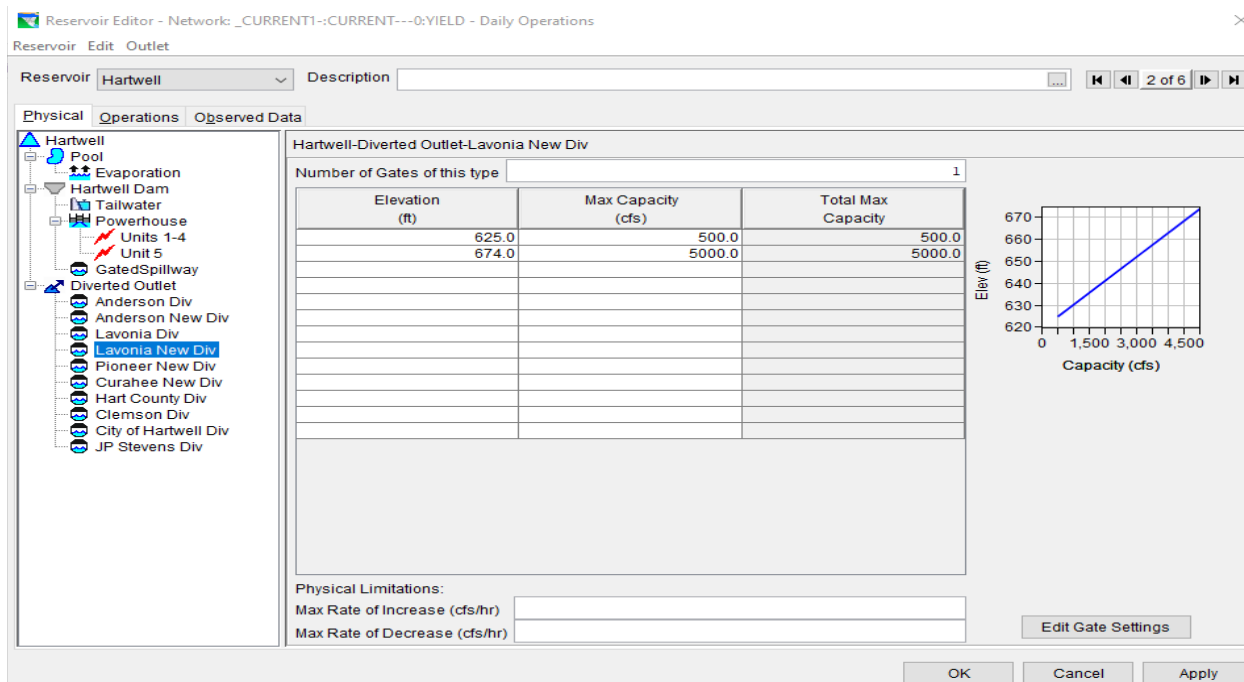 Reservoir Editor - Network: _CURRENT1-:CURRENT---0:YIELD - Daily Operations
Reservoir Edit Outlet
Reservoir Hartwell Description ... 2 of 6
Physical Operations Observed Data
Hartwell
Pool
Evaporation
Hartwell Dam
Tailwater
Powerhouse
Units 1-4
Unit 5
GatedSpillway
Diverted Outlet
Anderson Div
Anderson New Div
Lavonia Div
Lavonia New Div
Pioneer New Div
Curahee New Div
Hart County Div
Clemson Div
City of Hartwell Div
JP Stevens Div
Hartwell-Diverted Outlet-Lavonia New Div
Number of Gates of this type 1
Elevation Max Capacity Total Max
(ft) (cfs) Capacity
625.0 500.0 500.0
674.0 5000.0 5000.0
670
660
650
640
630
620
Elev (ft)
0 1,500 3,000 4,500
Capacity (cfs)
Physical Limitations:
Max Rate of Increase (cfs/hr)
Max Rate of Decrease (cfs/hr)
Edit Gate Settings
OK Cancel Apply